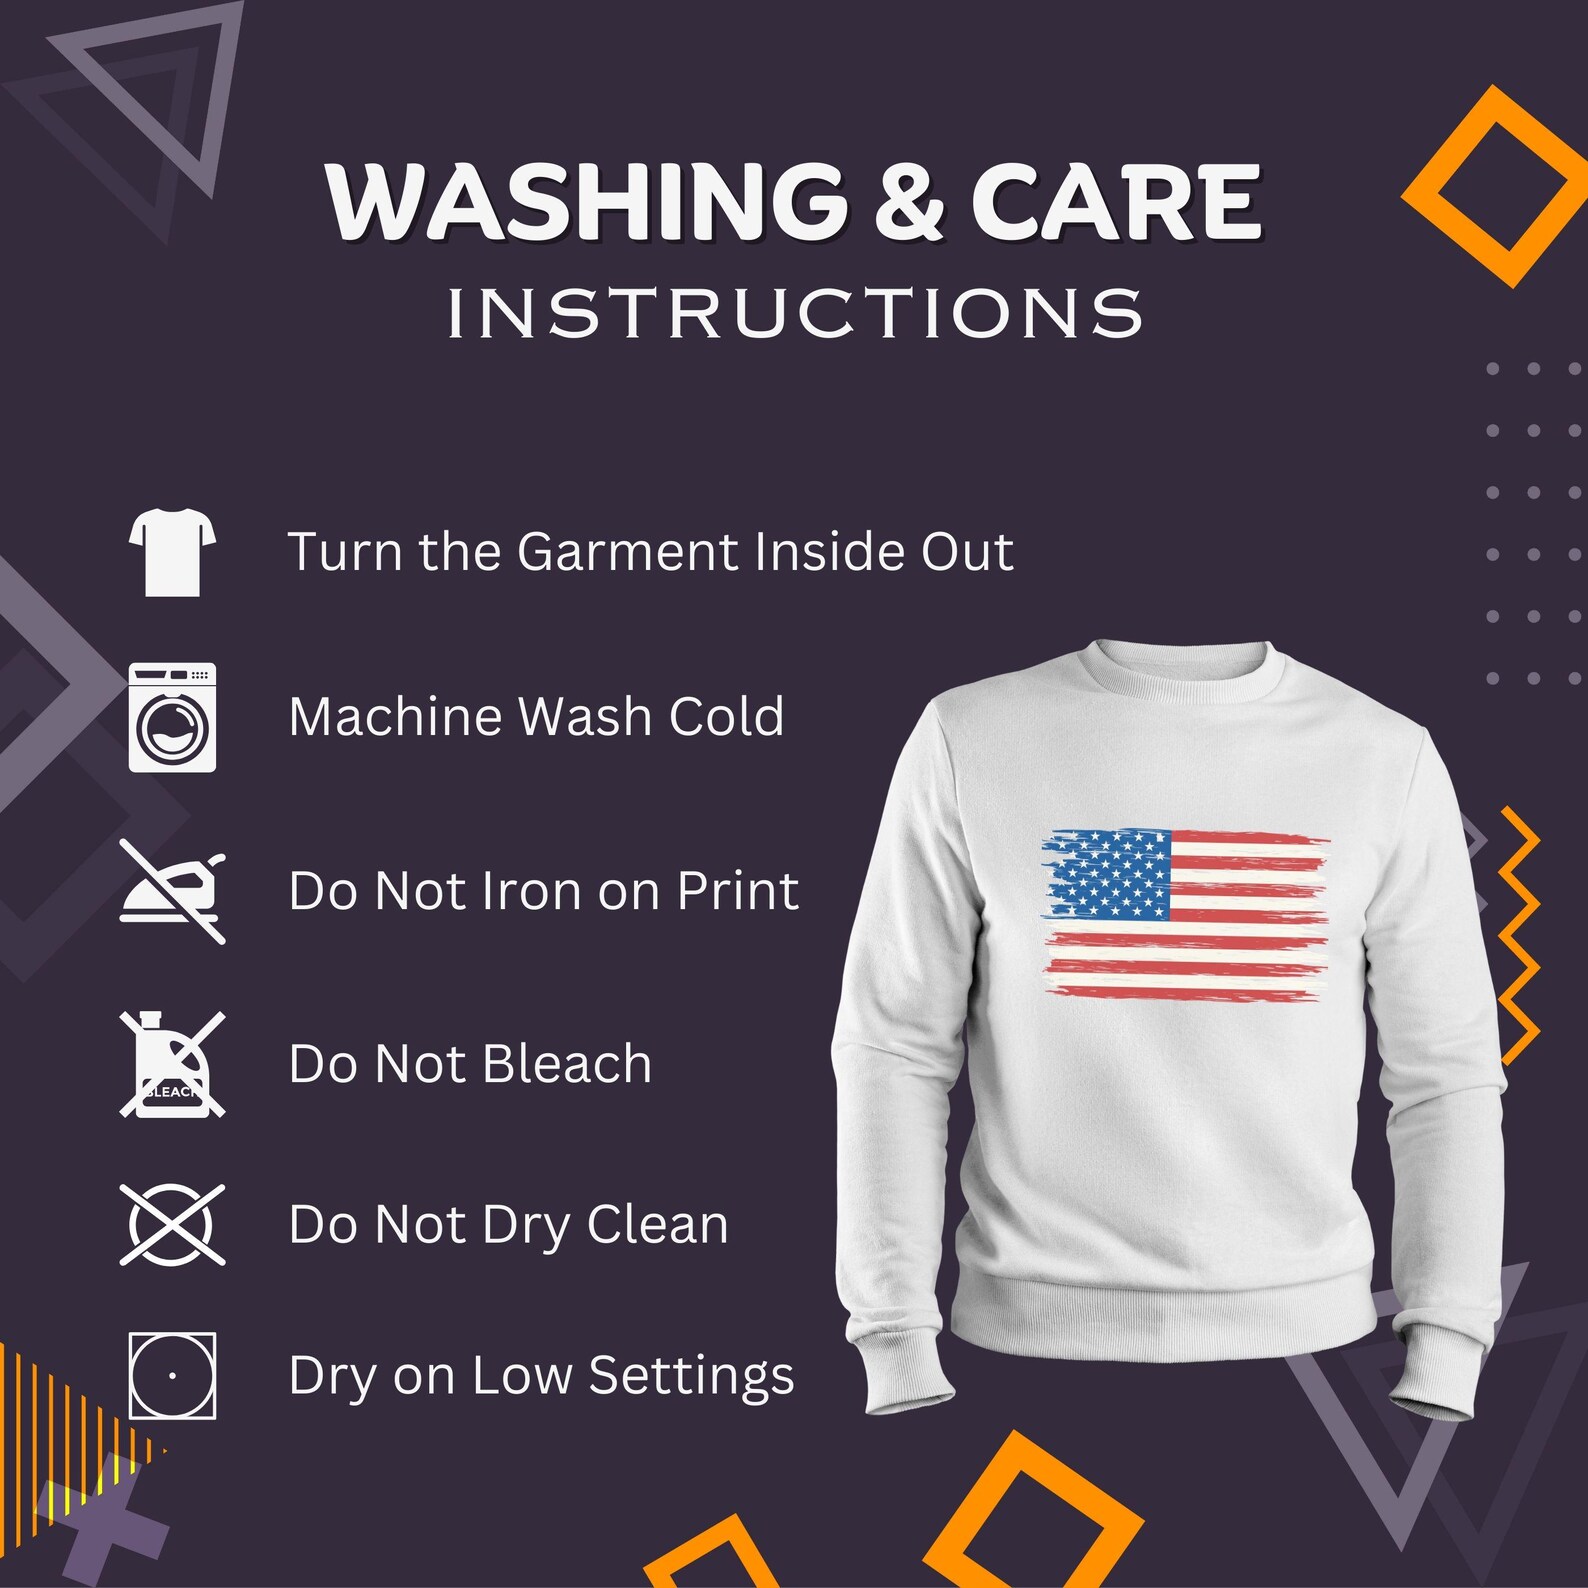 WASHING & CARE
INSTRUCTIONS
Turn the Garment Inside Out
Machine Wash Cold
Do Not Iron on Print
Do Not Bleach
BLEACH
Do Not Dry Clean
Dry on Low Settings